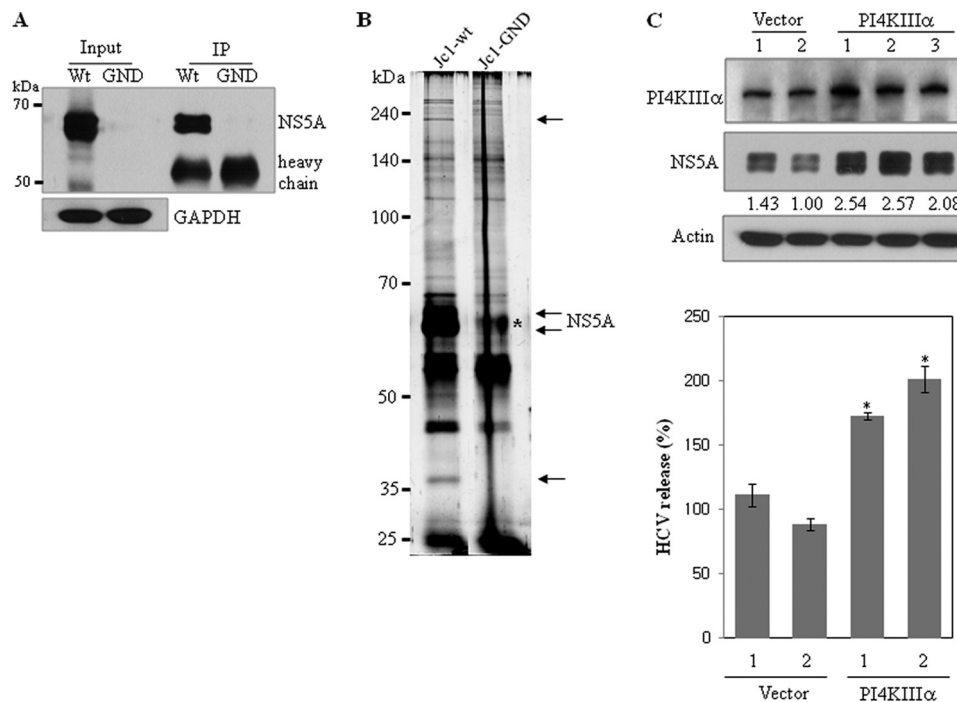 A
Input IP
kDa Wt GND Wt GND
70
NS5A
heavy
chain
50
GAPDH
B
Jc1-wt Jc1-GND
kDa
240
140
100
70
* NS5A
50
35
25
C
Vector PI4KIIIα
1 2 1 2 3
PI4KIIIα
NS5A
1.43 1.00 2.54 2.57 2.08
Actin
HCV release (%)
250
200
150
100
50
0
* *
1 2 1 2
Vector PI4KIIIα